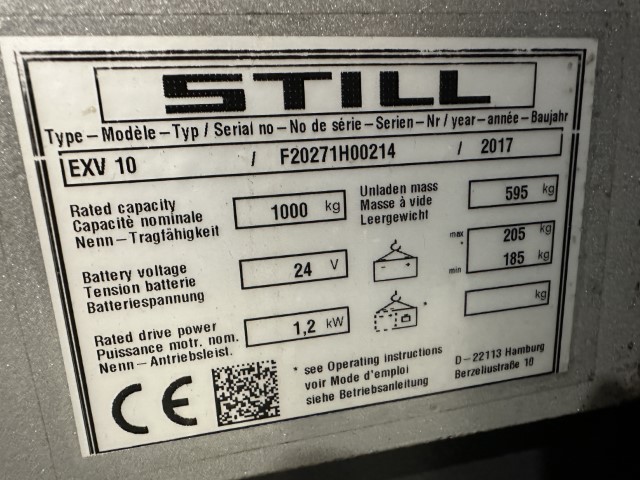 STILL
Type – Modèle – Typ / Serial no – No de série – Serien – Nr / year – année – Baujahr
EXV 10 / F20271H00214 / 2017
Rated capacity
Capacitè nominale
Nenn – Tragfähigkeit
1000 kg
Unladen mass
Masse à vide
Leergewicht
595 kg
Battery voltage
Tension batterie
Batteriespannung
24 V
max 205 kg
*
min 185 kg
Rated drive power
Puissance motr. nom.
Nenn – Antriebsleist.
1,2 kW
*
kg
CE
* see Operating instructions
voir Mode d'emploi
siehe Betriebsanleitung
D – 22113 Hamburg
Berzeliustraße 10